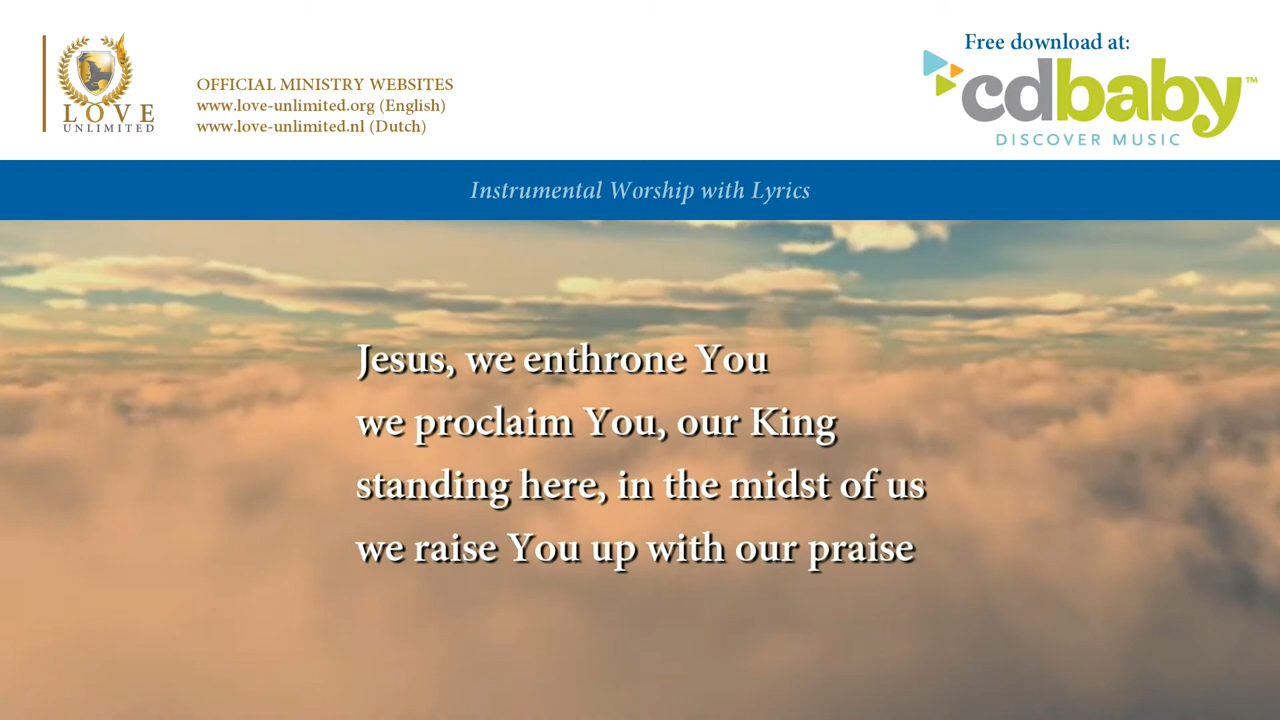 LOVE
UNLIMITED
OFFICIAL MINISTRY WEBSITES
www.love-unlimited.org (English)
www.love-unlimited.nl (Dutch)
Free download at:
cdbaby™
DISCOVER MUSIC
Instrumental Worship with Lyrics
Jesus, we enthrone You
we proclaim You, our King
standing here, in the midst of us
we raise You up with our praise